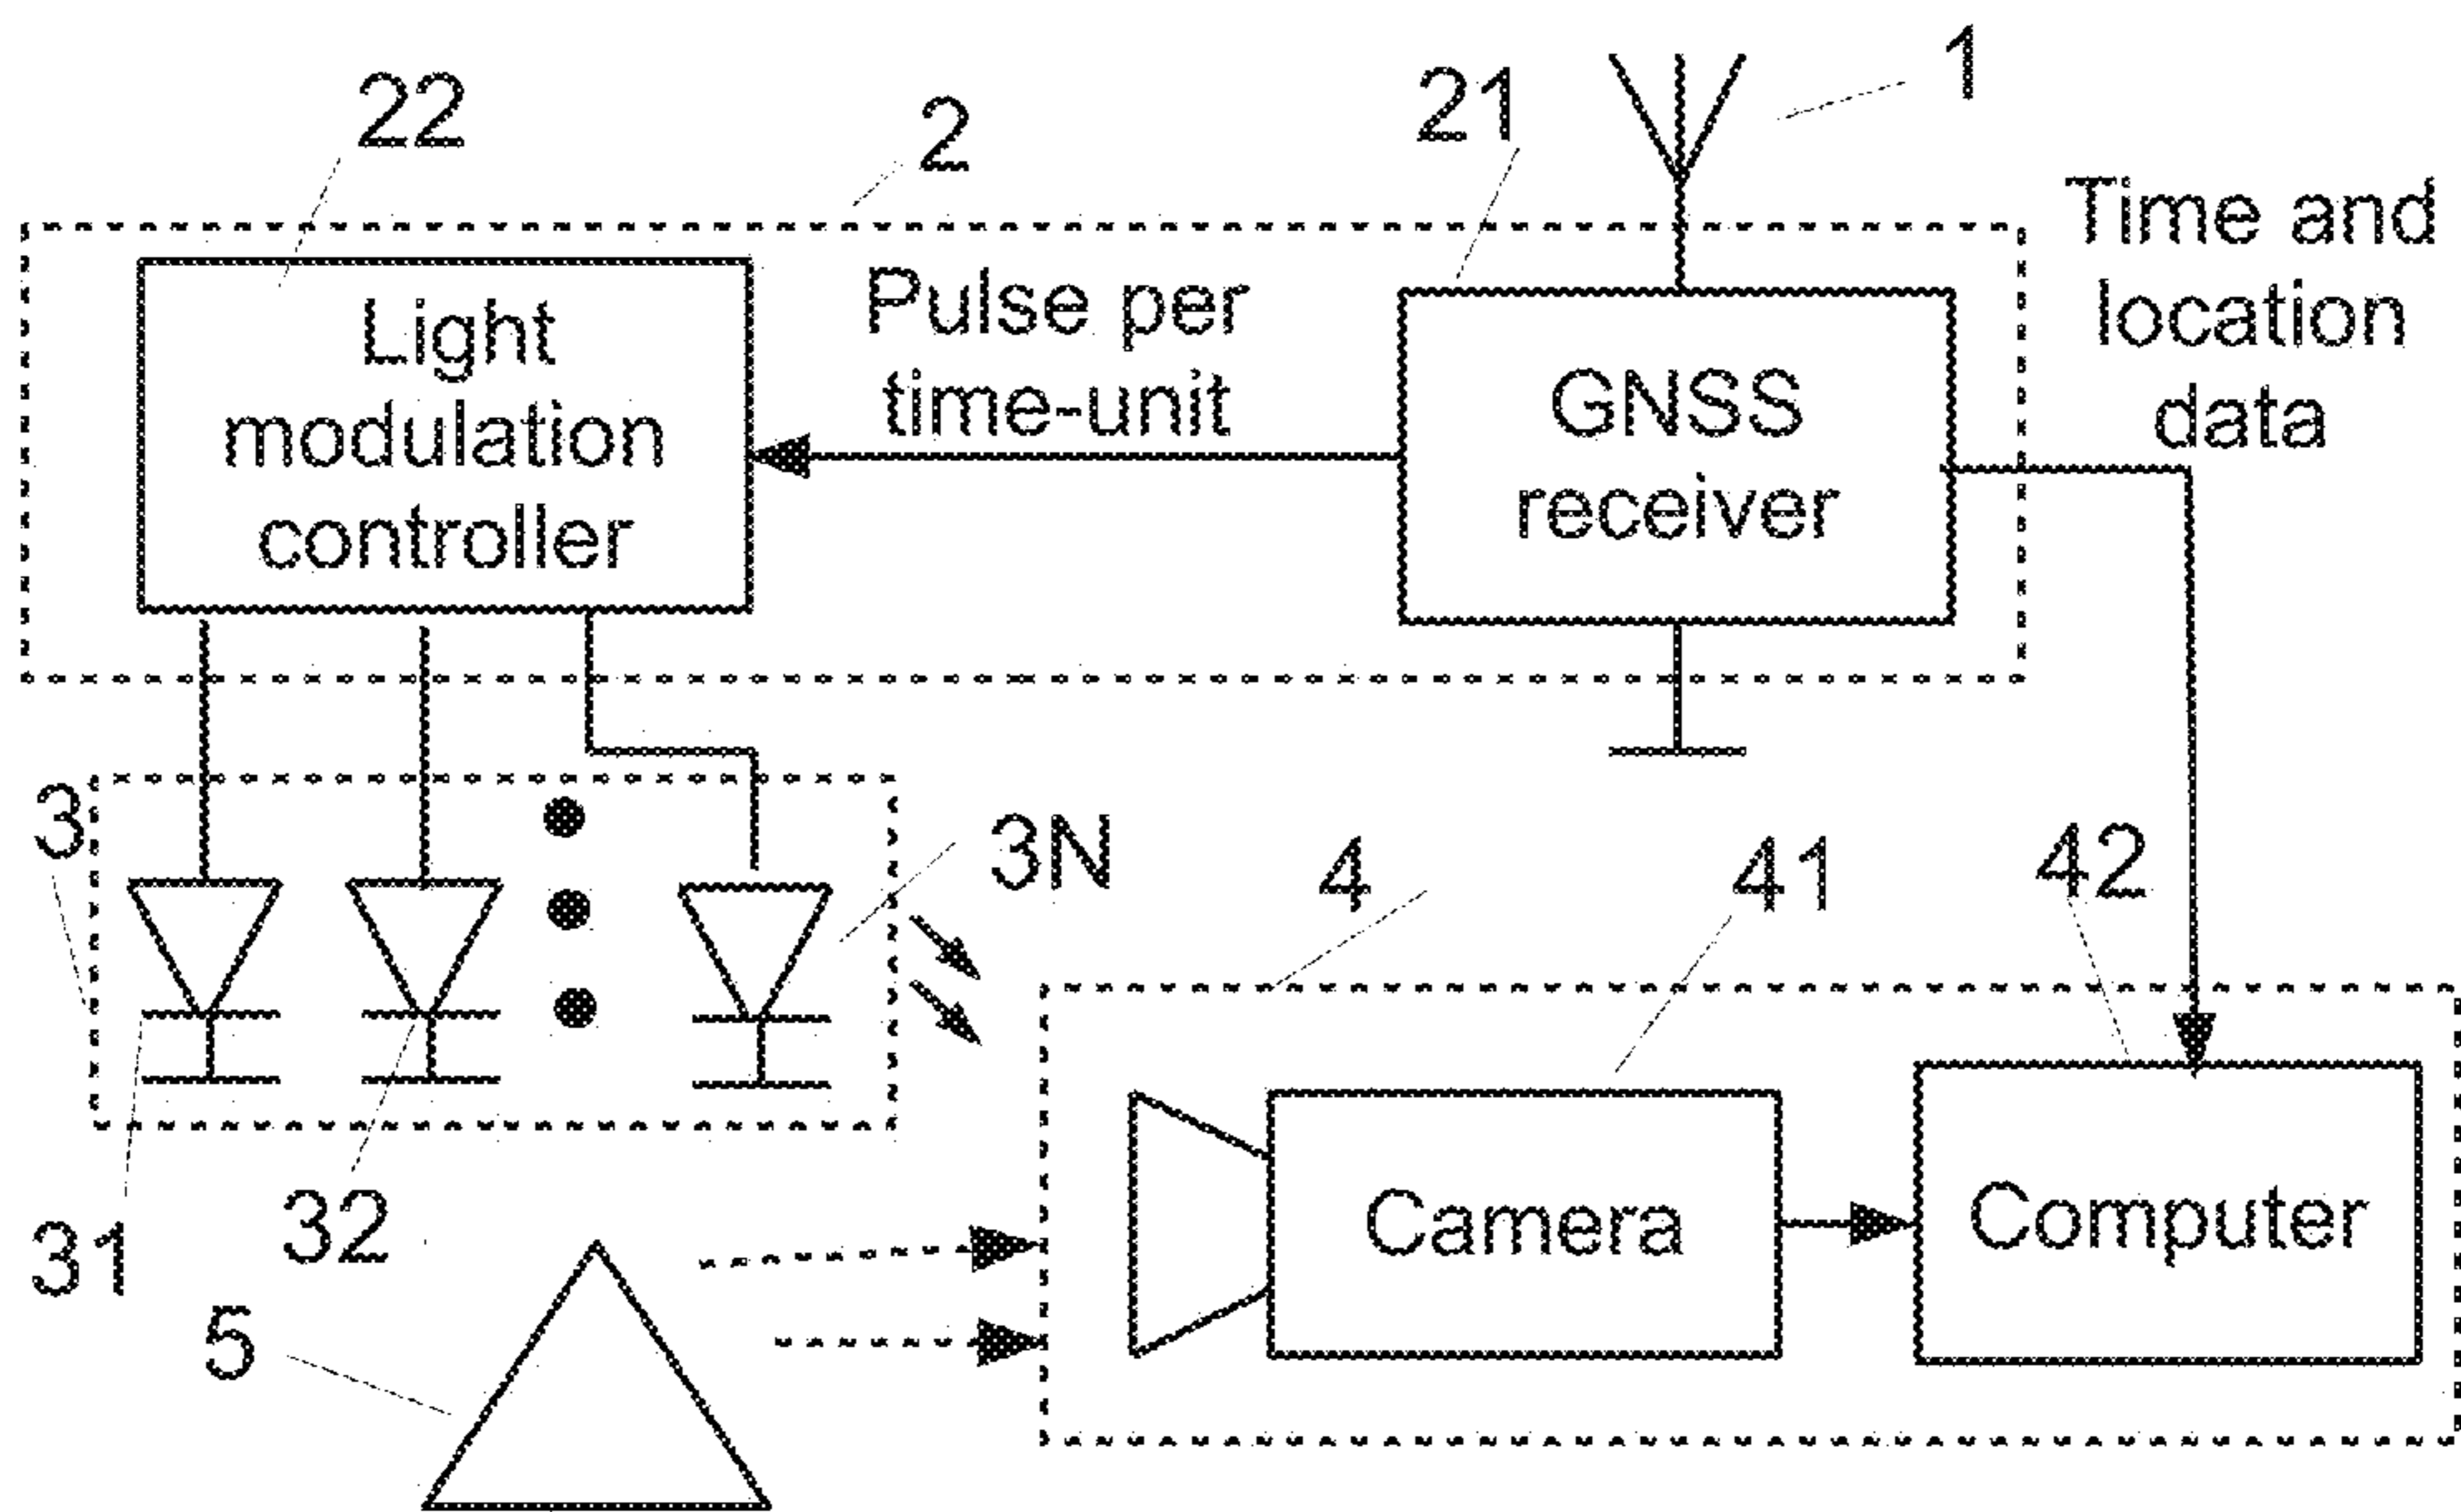 1
22
2
21
Time and
location
data
Light
modulation
controller
Pulse per
time-unit
GNSS
receiver
3
3N
4
41
42
31
32
5
Camera
Computer